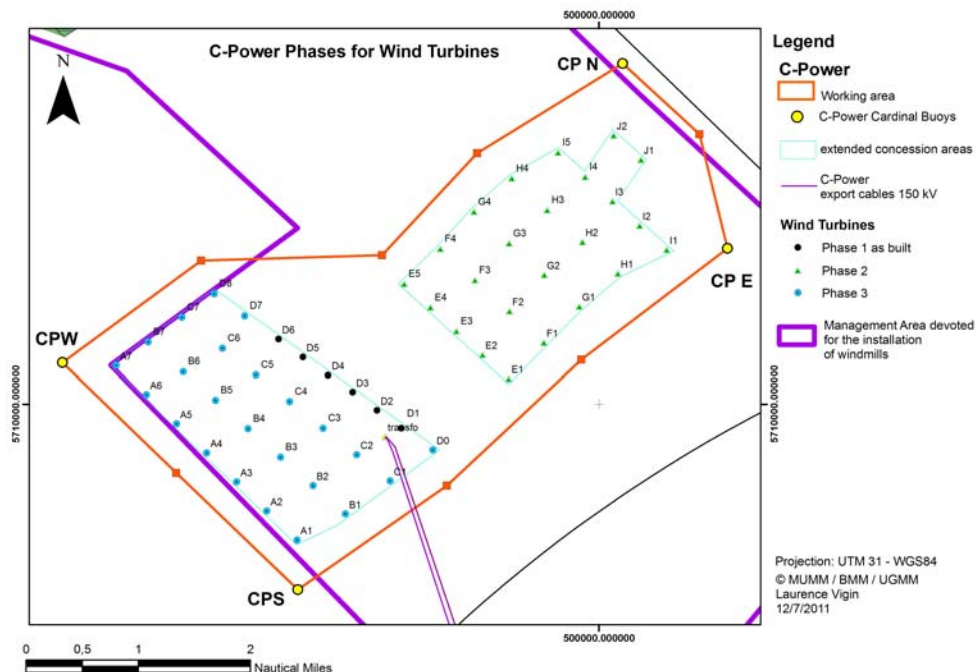 500000.000000
C-Power Phases for Wind Turbines
N
CP N
J2
I5
J1
H4
I4
G4
H3
I3
I2
F4
G3
H2
I1
CP E
E5
F3
G2
H1
E4
F2
G1
E3
F1
E2
E1
D8
D7
C7
D6
CPW
B7
C6
D5
A7
B6
C5
D4
A6
B5
C4
D3
D2
A5
B4
C3
D1
transfo
A4
B3
C2
D0
A3
B2
C1
A2
B1
A1
CPS
5710000.000000
5710000.000000
500000.000000
0 0,5 1 2
Nautical Miles
Legend
C-Power
Working area
C-Power Cardinal Buoys
extended concession areas
C-Power
export cables 150 kV
Wind Turbines
Phase 1 as built
Phase 2
Phase 3
Management Area devoted
for the installation
of windmills
Projection: UTM 31 - WGS84
© MUMM / BMM / UGMM
Laurence Vigin
12/7/2011